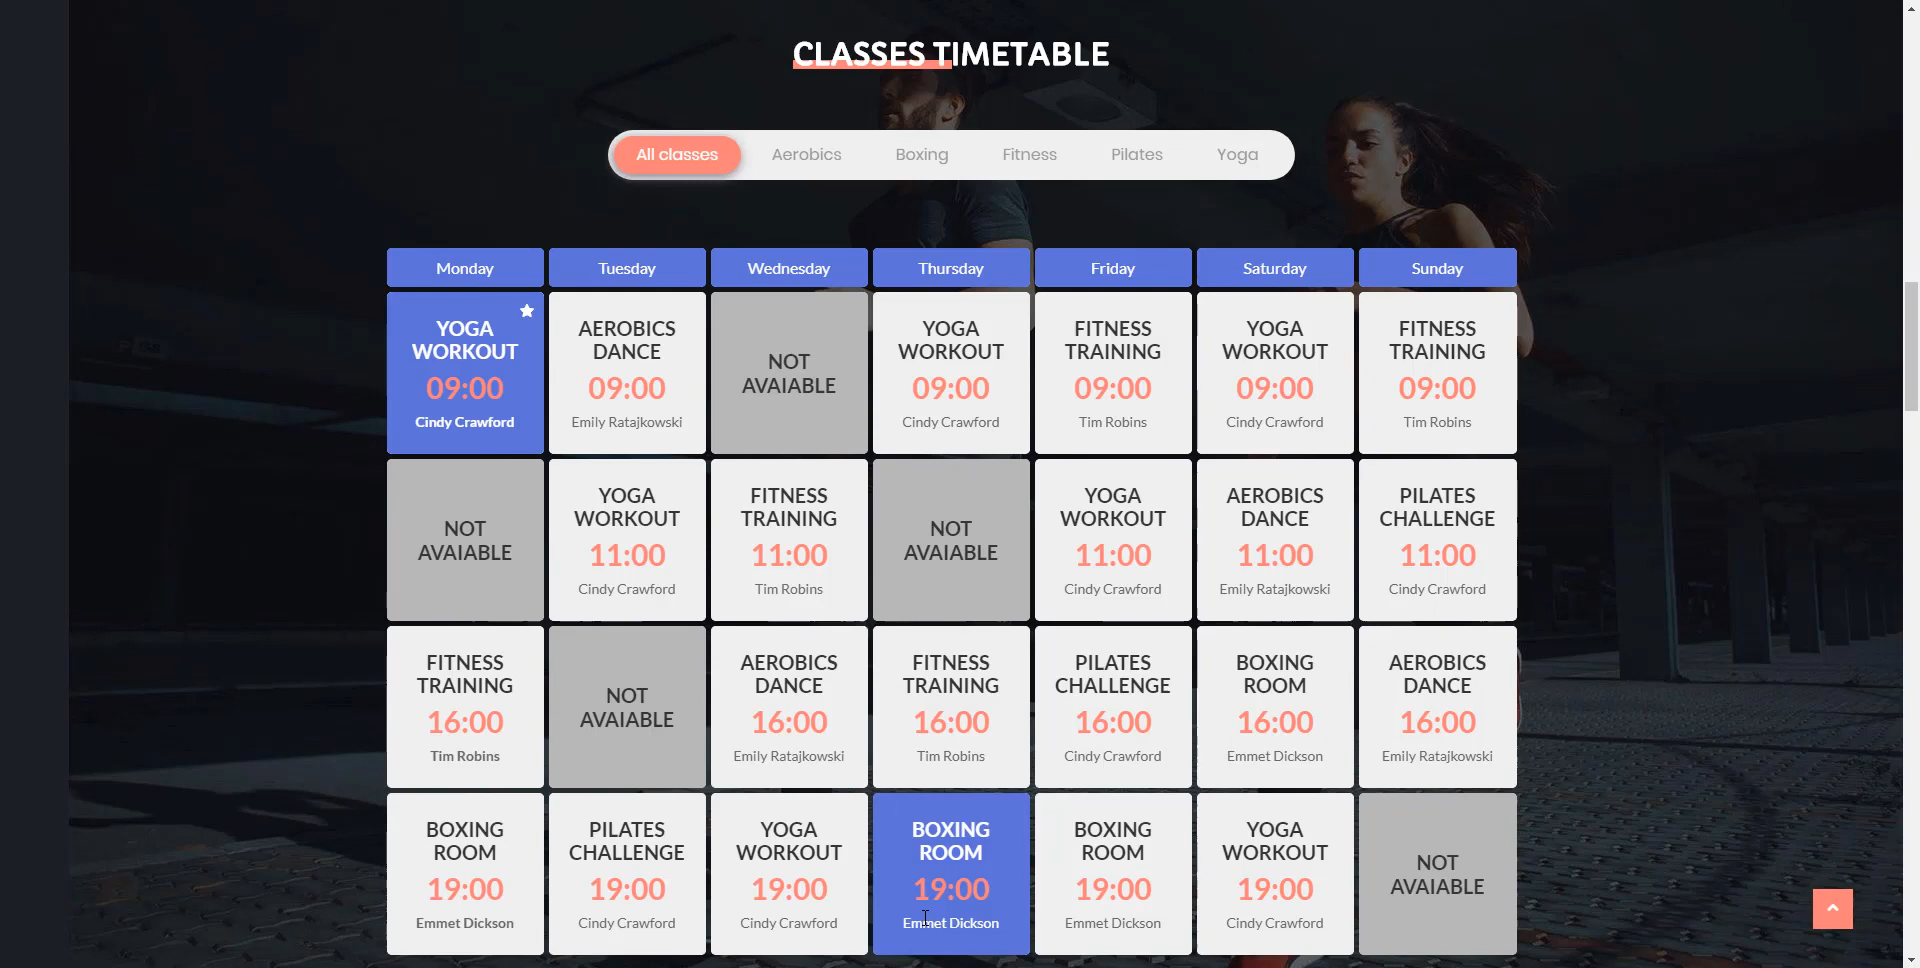 CLASSES TIMETABLE
All classes Aerobics Boxing Fitness Pilates Yoga
Monday Tuesday Wednesday Thursday Friday Saturday Sunday
YOGA
WORKOUT
09:00
Cindy Crawford
AEROBICS
DANCE
09:00
Emily Ratajkowski
NOT
AVAIABLE
YOGA
WORKOUT
09:00
Cindy Crawford
FITNESS
TRAINING
09:00
Tim Robins
YOGA
WORKOUT
09:00
Cindy Crawford
FITNESS
TRAINING
09:00
Tim Robins
NOT
AVAIABLE
YOGA
WORKOUT
11:00
Cindy Crawford
FITNESS
TRAINING
11:00
Tim Robins
NOT
AVAIABLE
YOGA
WORKOUT
11:00
Cindy Crawford
AEROBICS
DANCE
11:00
Emily Ratajkowski
PILATES
CHALLENGE
11:00
Cindy Crawford
FITNESS
TRAINING
16:00
Tim Robins
NOT
AVAIABLE
AEROBICS
DANCE
16:00
Emily Ratajkowski
FITNESS
TRAINING
16:00
Tim Robins
PILATES
CHALLENGE
16:00
Cindy Crawford
BOXING
ROOM
16:00
Emmet Dickson
AEROBICS
DANCE
16:00
Emily Ratajkowski
BOXING
ROOM
19:00
Emmet Dickson
PILATES
CHALLENGE
19:00
Cindy Crawford
YOGA
WORKOUT
19:00
Cindy Crawford
BOXING
ROOM
19:00
Emmet Dickson
BOXING
ROOM
19:00
Emmet Dickson
YOGA
WORKOUT
19:00
Cindy Crawford
NOT
AVAIABLE